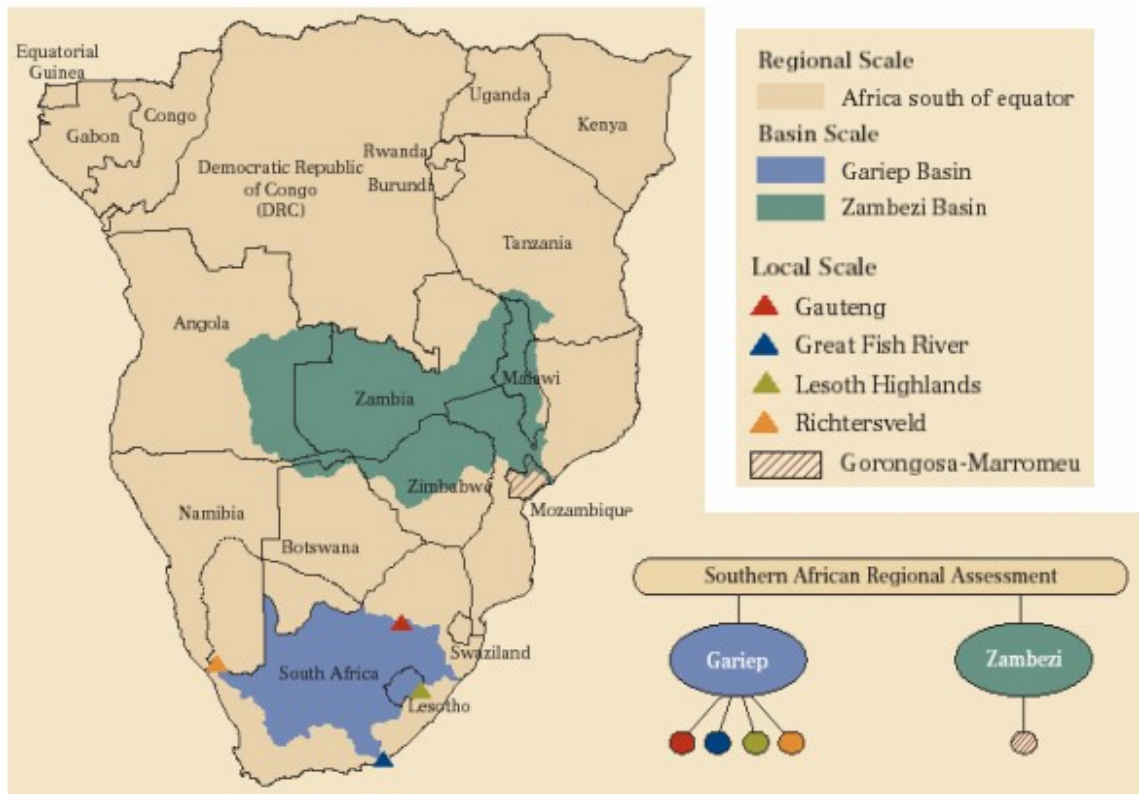 Equatorial
Guinea
Congo
Gabon
Uganda
Kenya
Rwanda
Democratic Republic
of Congo
(DRC)
Burundi
Tanzania
Angola
Malawi
Zambia
Zimbabwe
Mozambique
Namibia
Botswana
Swaziland
South Africa
Lesotho
Regional Scale
Africa south of equator
Basin Scale
Gariep Basin
Zambezi Basin
Local Scale
Gauteng
Great Fish River
Lesoth Highlands
Richtersveld
Gorongosa-Marromeu
Southern African Regional Assessment
Gariep
Zambezi